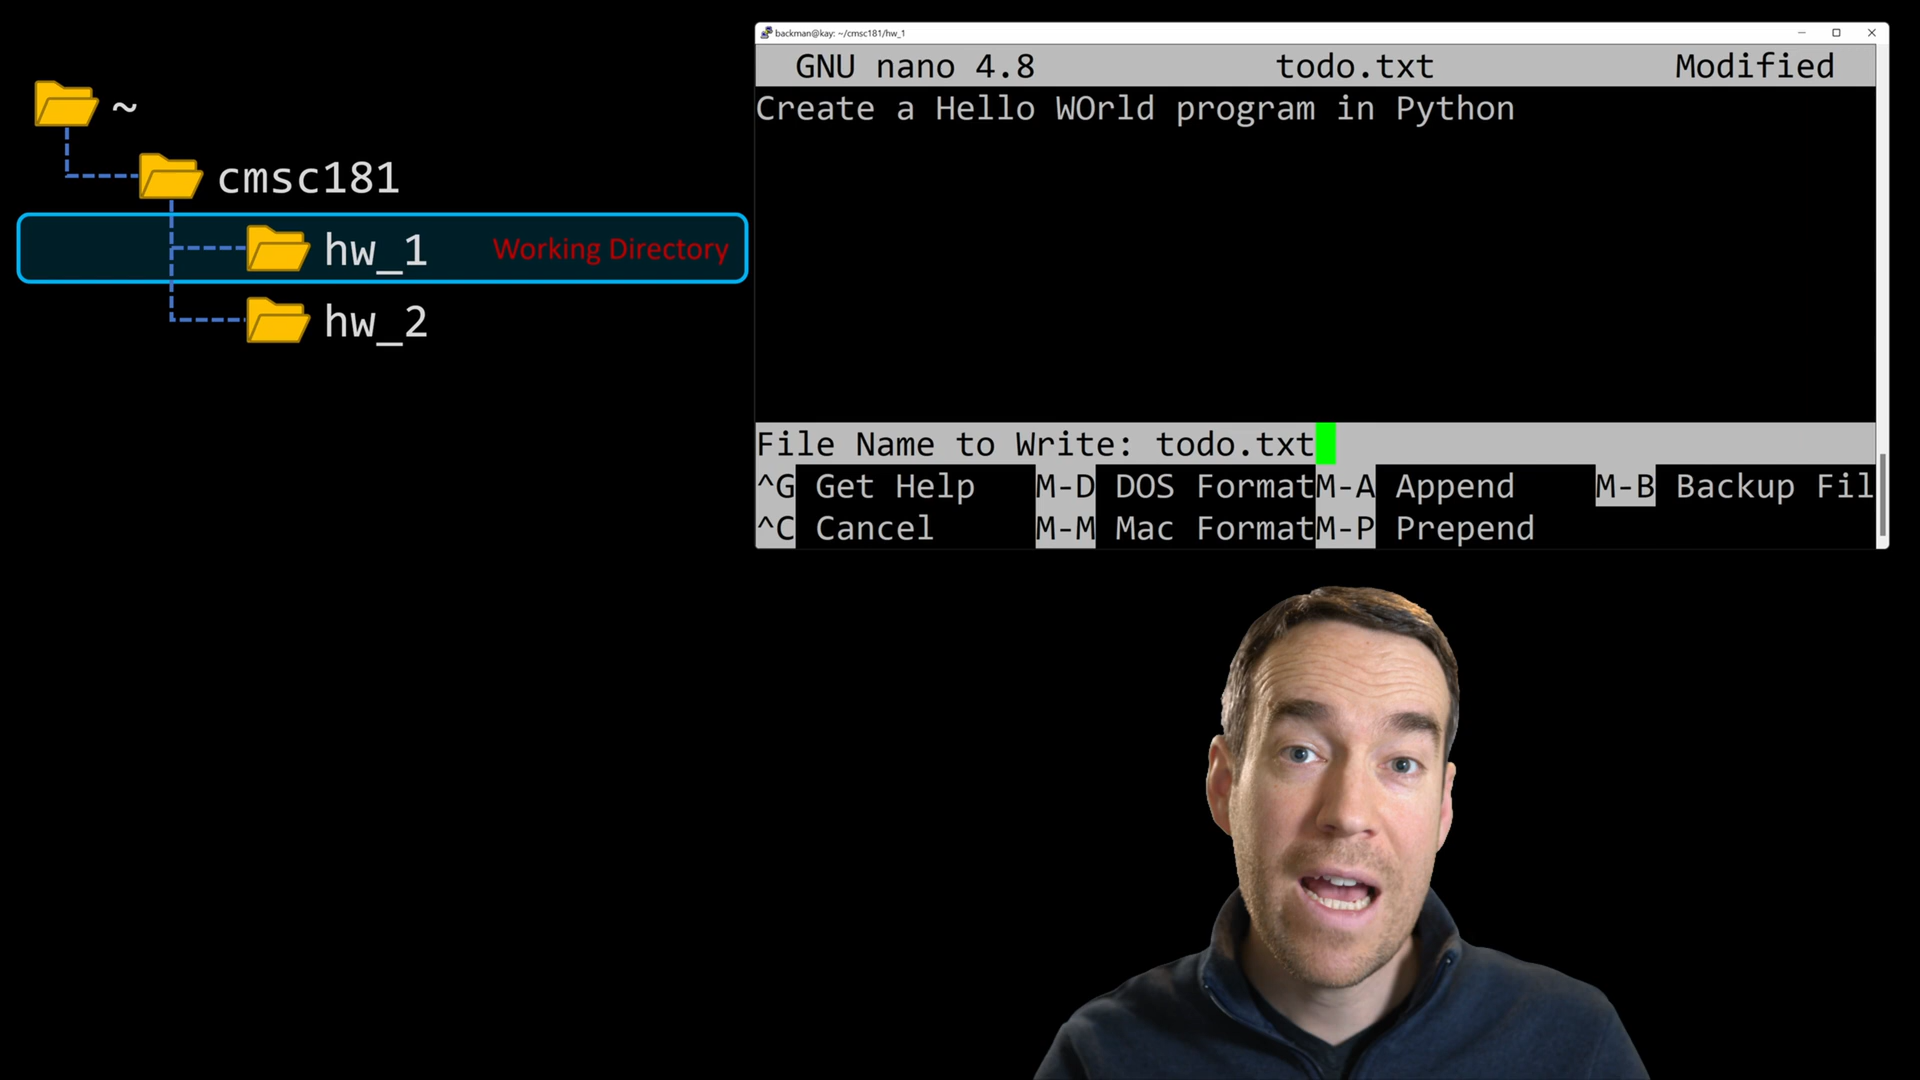 ~
cmsc181
hw_1 Working Directory
hw_2
backman@kay: ~/cmsc181/hw_1
GNU nano 4.8 todo.txt Modified
Create a Hello WOrld program in Python
File Name to Write: todo.txt
^G Get Help M-D DOS Format M-A Append M-B Backup Fil
^C Cancel M-M Mac Format M-P Prepend